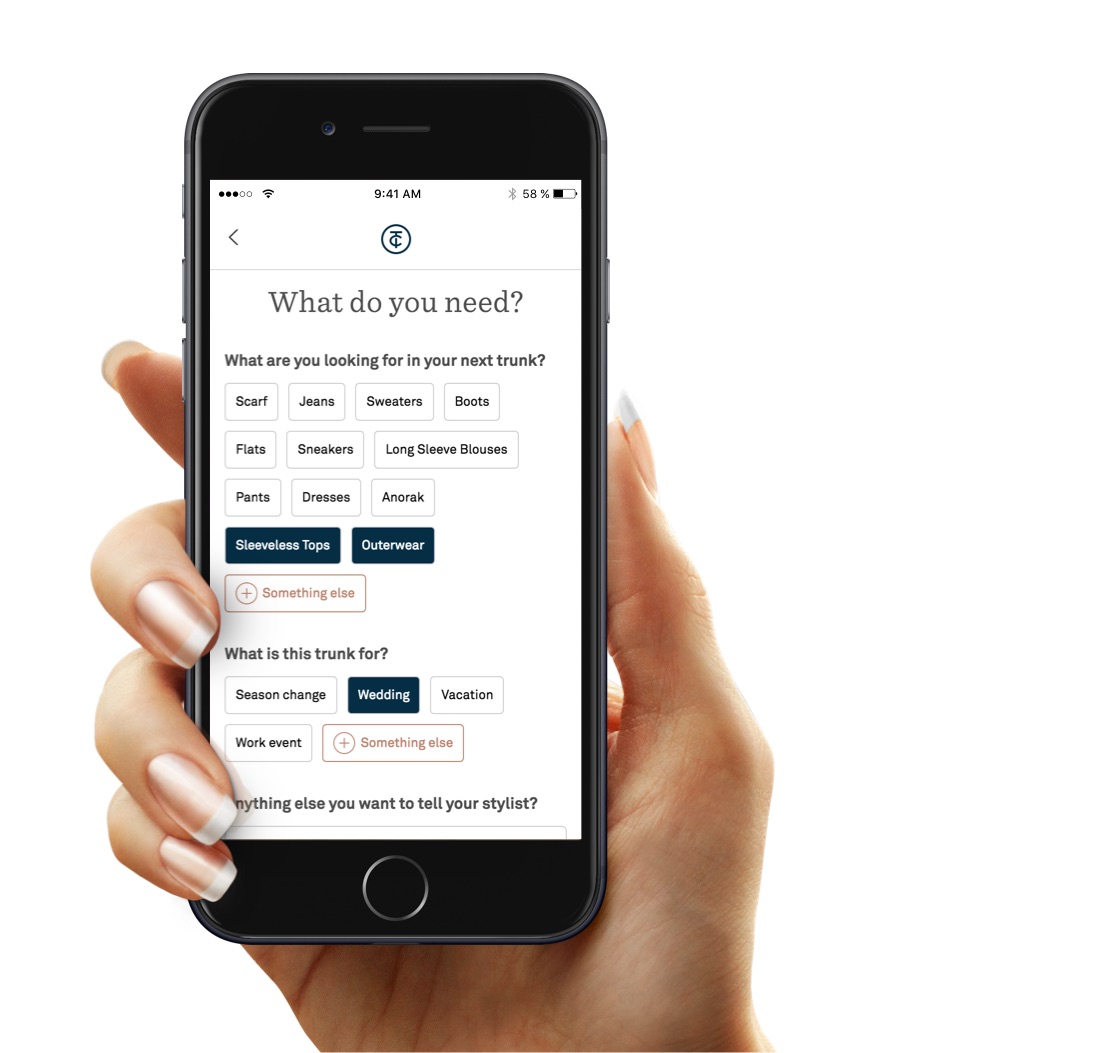 9:41 AM 58 %
What do you need?
What are you looking for in your next trunk?
Scarf Jeans Sweaters Boots
Flats Sneakers Long Sleeve Blouses
Pants Dresses Anorak
Sleeveless Tops Outerwear
Something else
What is this trunk for?
Season change Wedding Vacation
Work event Something else
nything else you want to tell your stylist?